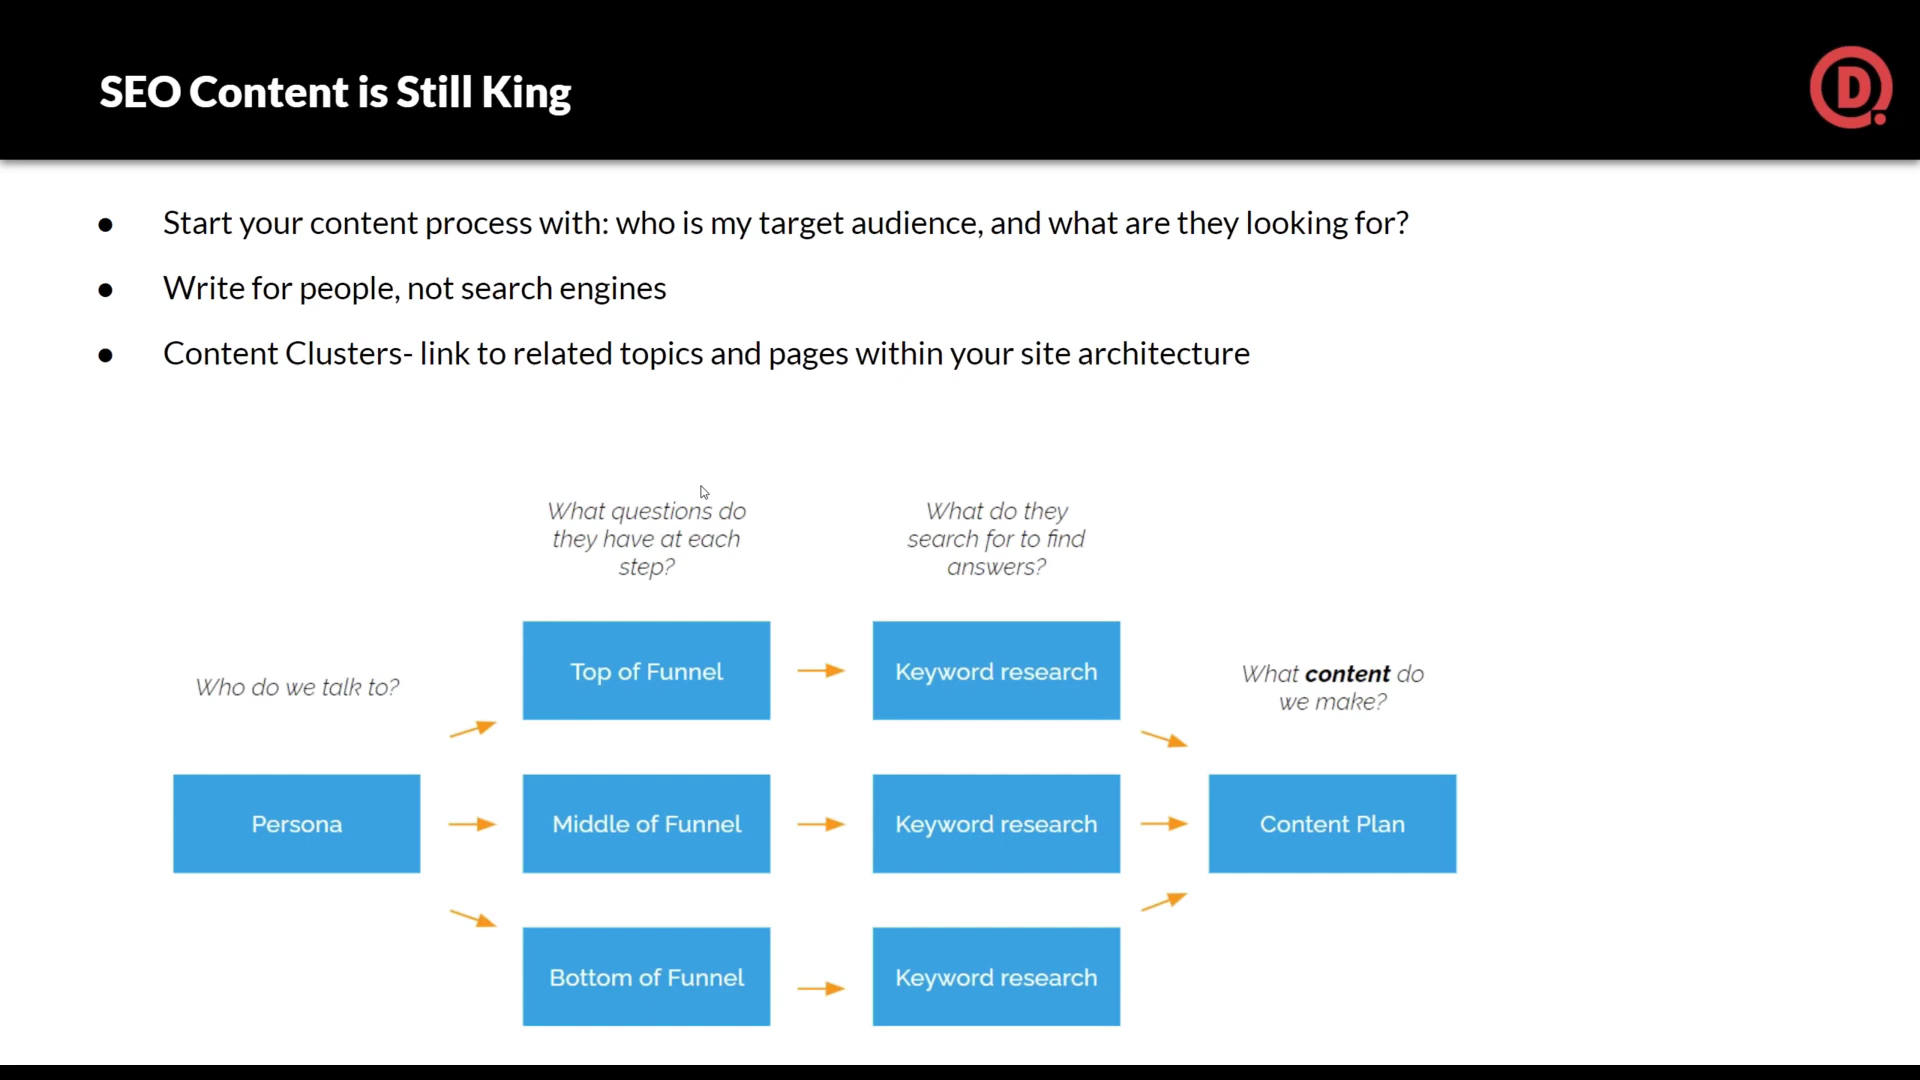 SEO Content is Still King
D
● Start your content process with: who is my target audience, and what are they looking for?
● Write for people, not search engines
● Content Clusters- link to related topics and pages within your site architecture
What questions do
they have at each
step?
What do they
search for to find
answers?
Who do we talk to?
Top of Funnel
Keyword research
What content do
we make?
Persona
Middle of Funnel
Keyword research
Content Plan
Bottom of Funnel
Keyword research